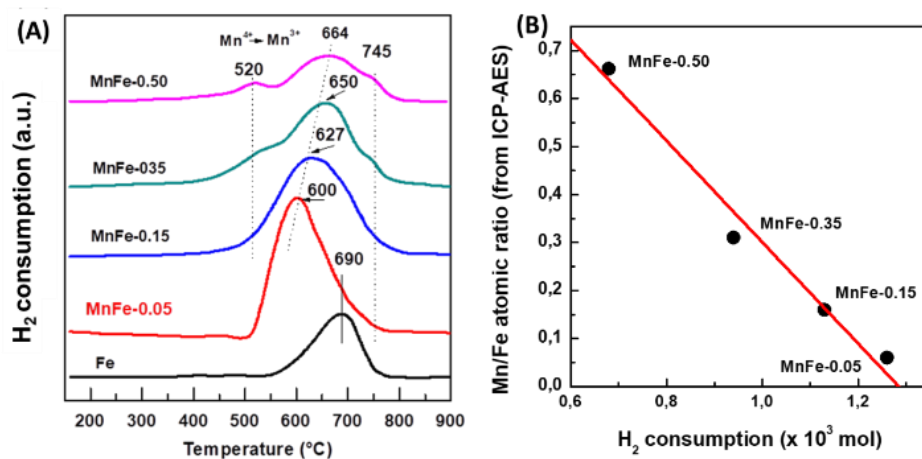 (A)
Mn⁴⁺ → Mn³⁺
664
520
745
MnFe-0.50
650
MnFe-035
627
MnFe-0.15
600
690
MnFe-0.05
Fe
H₂ consumption (a.u.)
200 300 400 500 600 700 800 900
Temperature (°C)
(B)
Mn/Fe atomic ratio (from ICP-AES)
0,7
0,6
0,5
0,4
0,3
0,2
0,1
0,0
MnFe-0.50
MnFe-0.35
MnFe-0.15
MnFe-0.05
0,6 0,8 1,0 1,2
H₂ consumption (x 10³ mol)